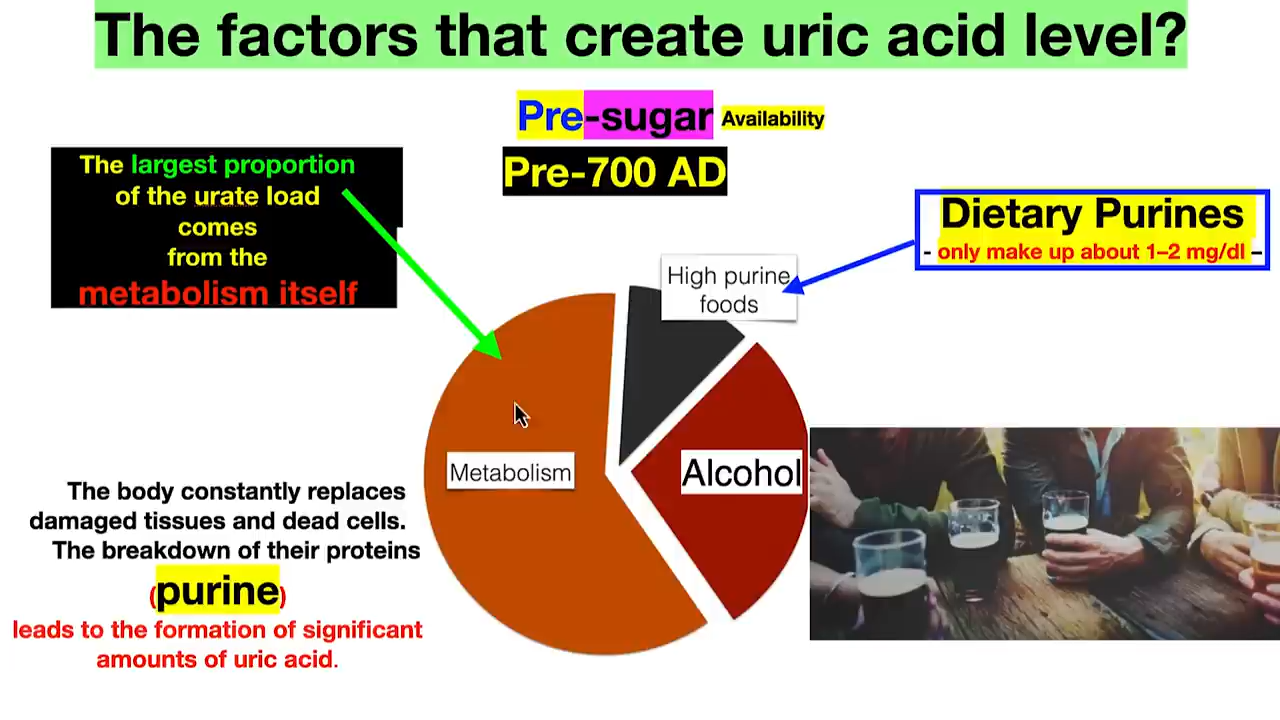 The factors that create uric acid level?
Pre-sugar Availability
Pre-700 AD
The largest proportion
of the urate load
comes
from the
metabolism itself
Dietary Purines
- only make up about 1–2 mg/dl –
High purine
foods
Metabolism
Alcohol
The body constantly replaces
damaged tissues and dead cells.
The breakdown of their proteins
(purine)
leads to the formation of significant
amounts of uric acid.